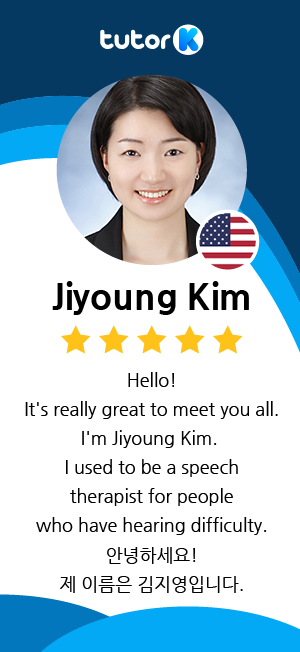 tutor K
Jiyoung Kim
Hello!
It's really great to meet you all.
I'm Jiyoung Kim.
I used to be a speech
therapist for people
who have hearing difficulty.
안녕하세요!
제 이름은 김지영입니다.